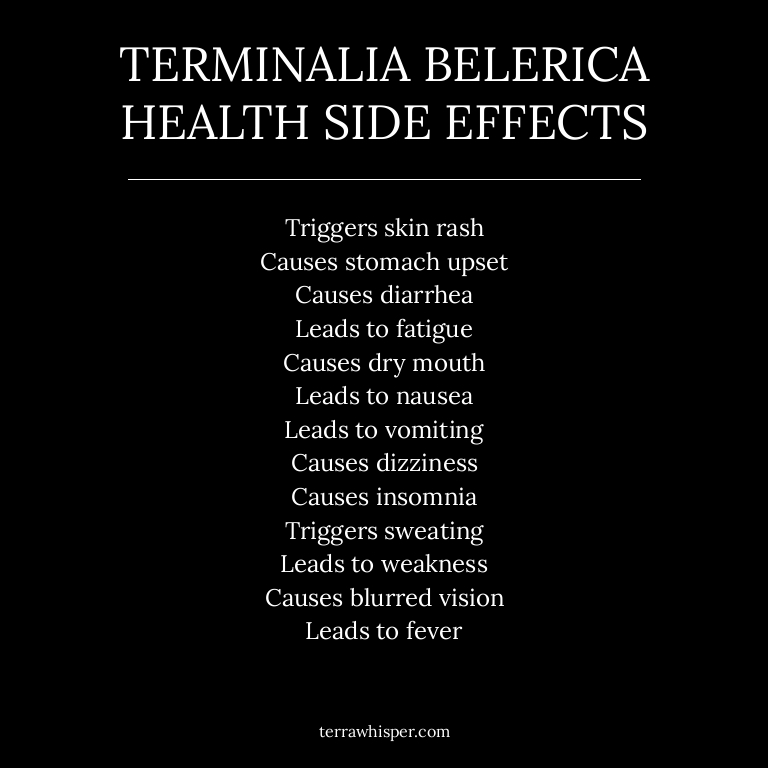 TERMINALIA BELERICA
HEALTH SIDE EFFECTS
Triggers skin rash
Causes stomach upset
Causes diarrhea
Leads to fatigue
Causes dry mouth
Leads to nausea
Leads to vomiting
Causes dizziness
Causes insomnia
Triggers sweating
Leads to weakness
Causes blurred vision
Leads to fever
terrawhisper.com